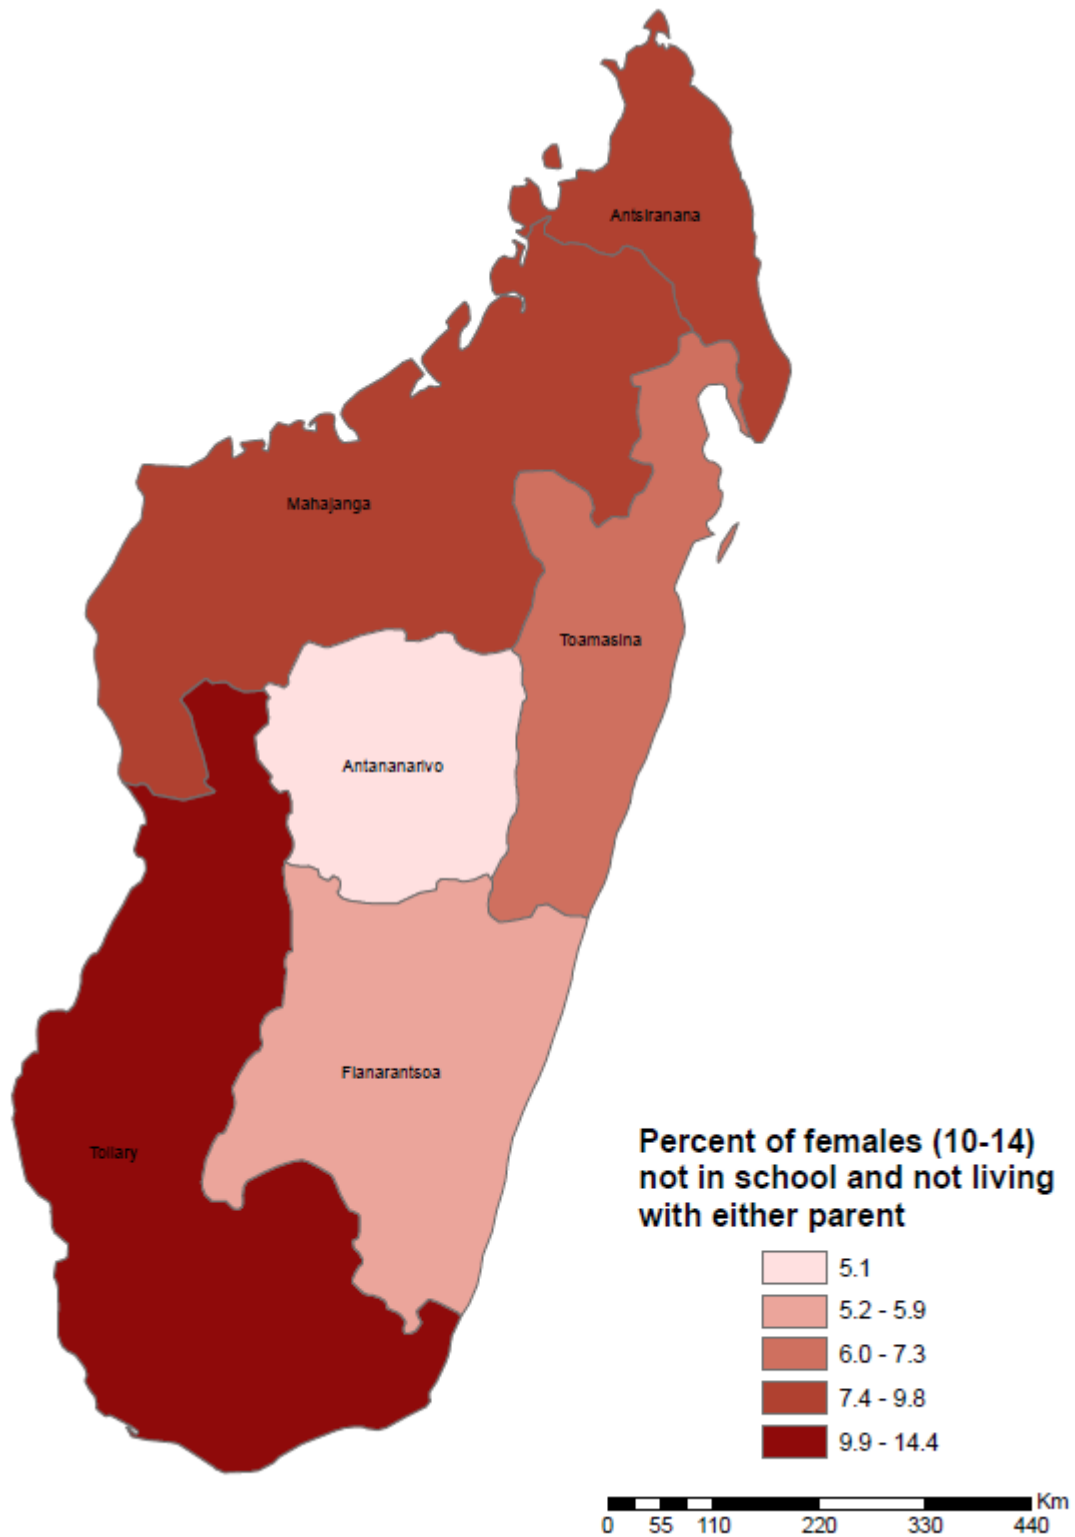 Antsiranana
Mahajanga
Toamasina
Antananarivo
Fianarantsoa
Toliary
Percent of females (10-14)
not in school and not living
with either parent
5.1
5.2 - 5.9
6.0 - 7.3
7.4 - 9.8
9.9 - 14.4
Km
0 55 110 220 330 440